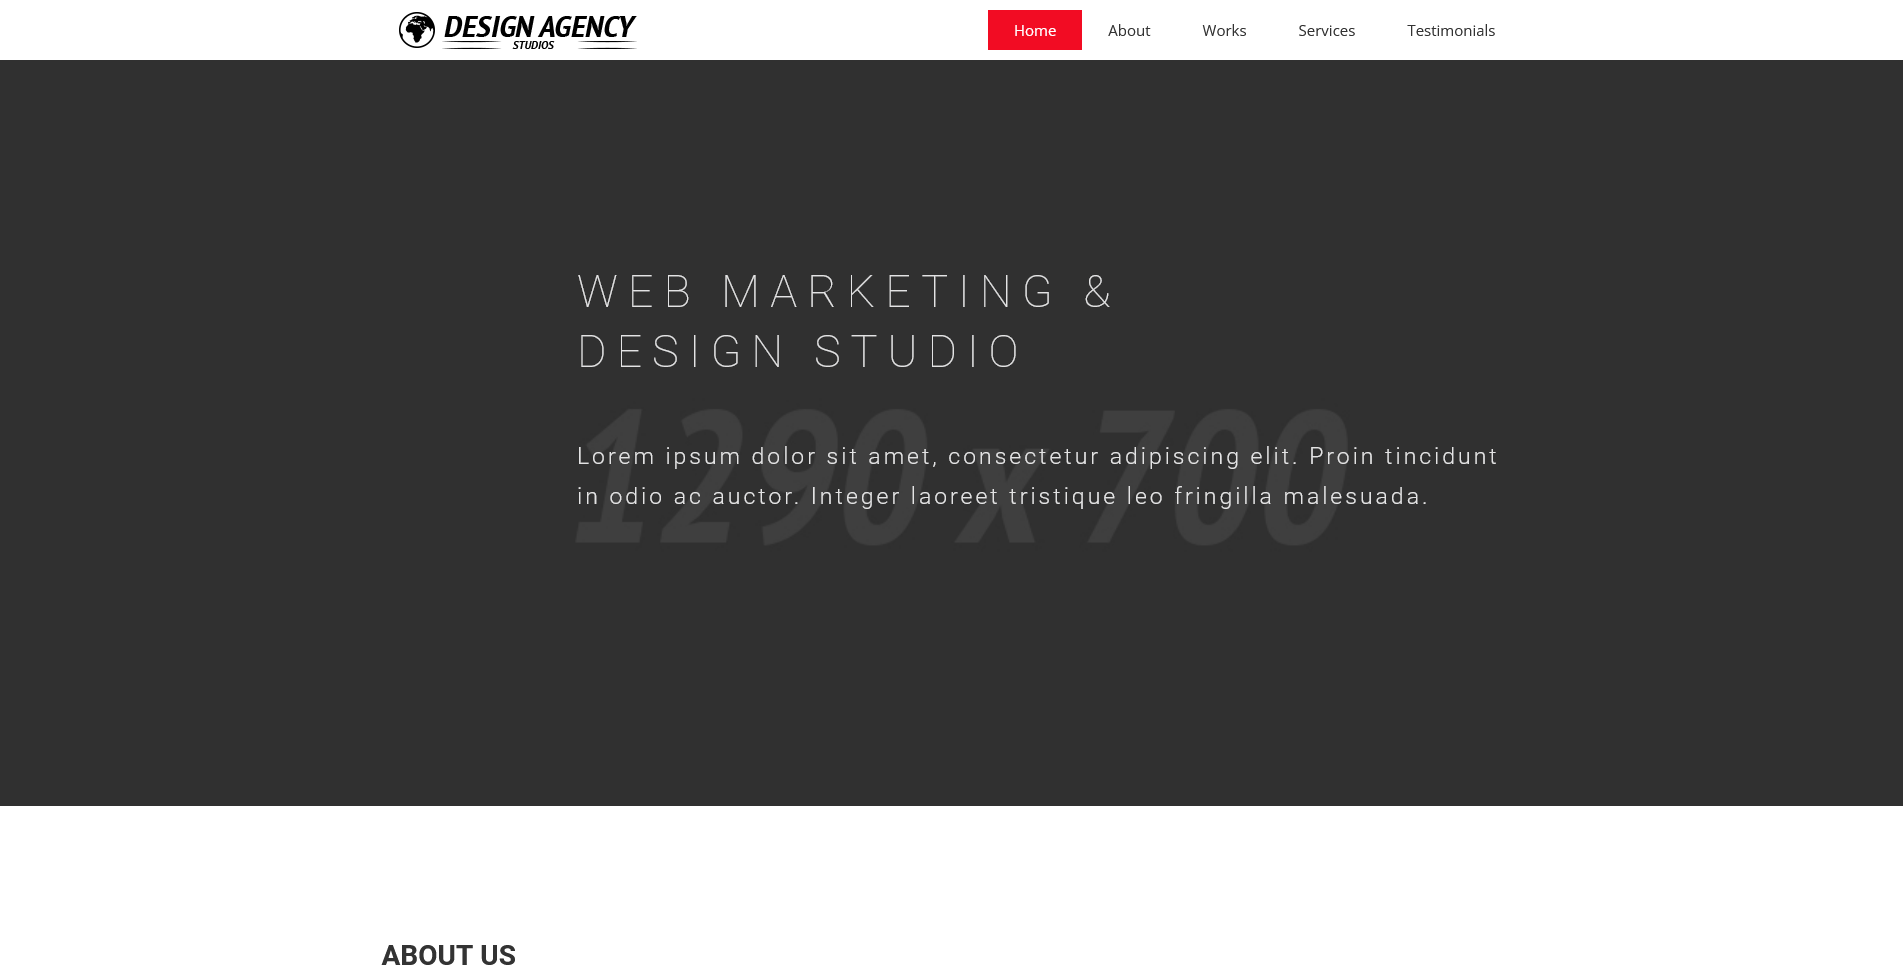 DESIGN AGENCY
STUDIOS
Home
About
Works
Services
Testimonials
WEB MARKETING &
DESIGN STUDIO
1290 x 700
Lorem ipsum dolor sit amet, consectetur adipiscing elit. Proin tincidunt
in odio ac auctor. Integer laoreet tristique leo fringilla malesuada.
ABOUT US